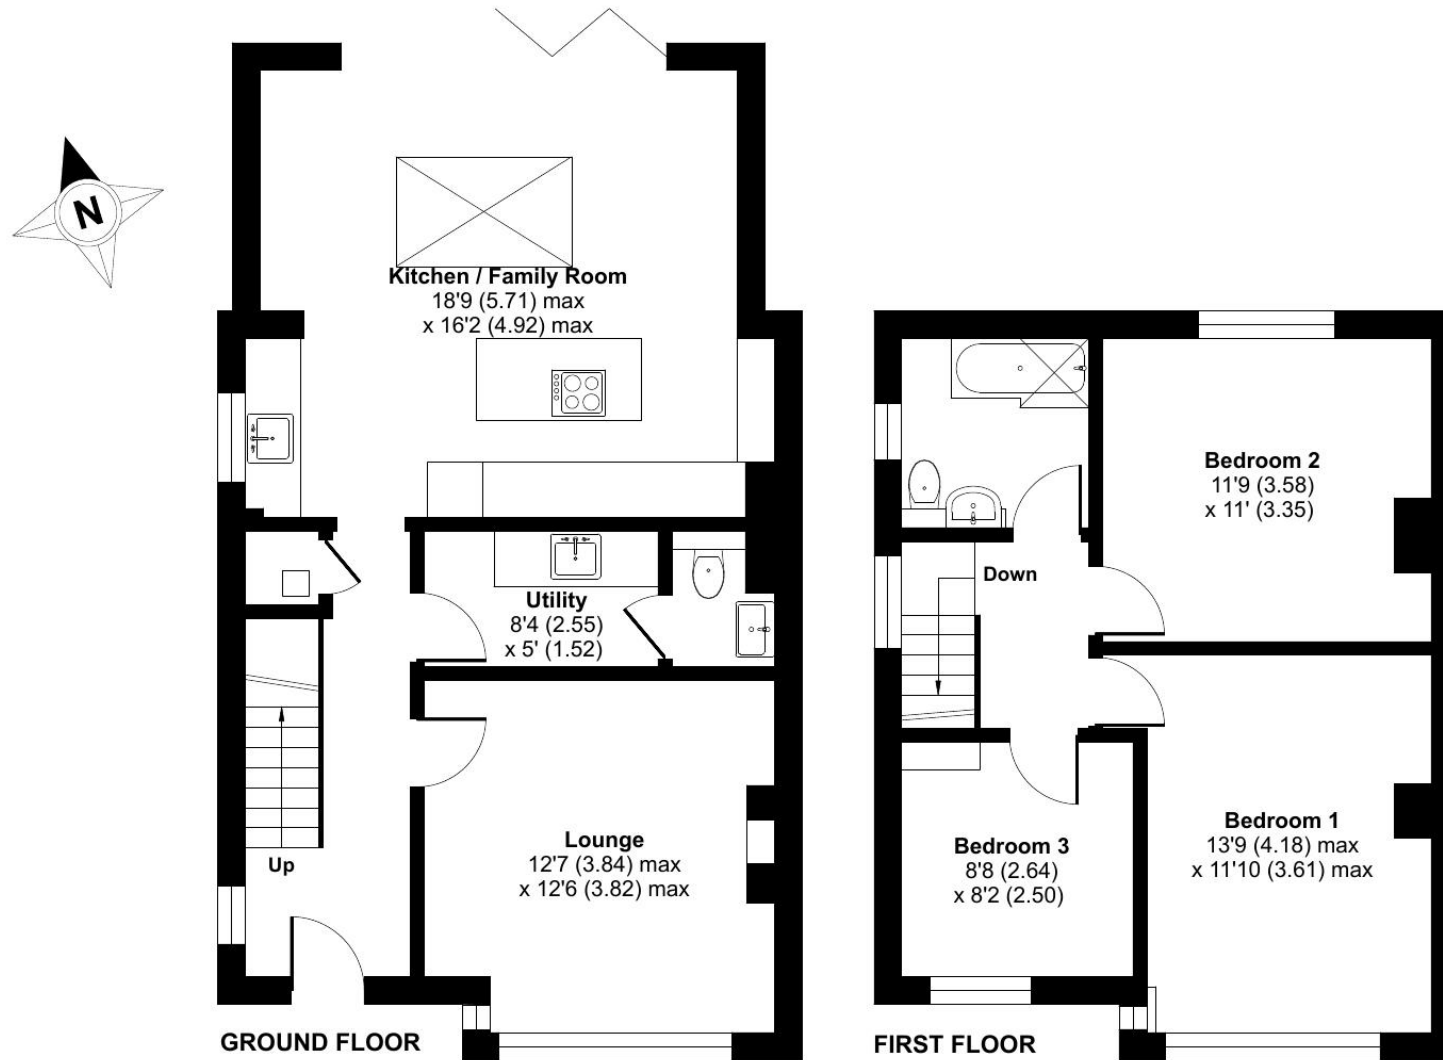 N
Kitchen / Family Room
18'9 (5.71) max
x 16'2 (4.92) max
Utility
8'4 (2.55)
x 5' (1.52)
Lounge
12'7 (3.84) max
x 12'6 (3.82) max
Up
GROUND FLOOR
Bedroom 2
11'9 (3.58)
x 11' (3.35)
Down
Bedroom 1
13'9 (4.18) max
x 11'10 (3.61) max
Bedroom 3
8'8 (2.64)
x 8'2 (2.50)
FIRST FLOOR